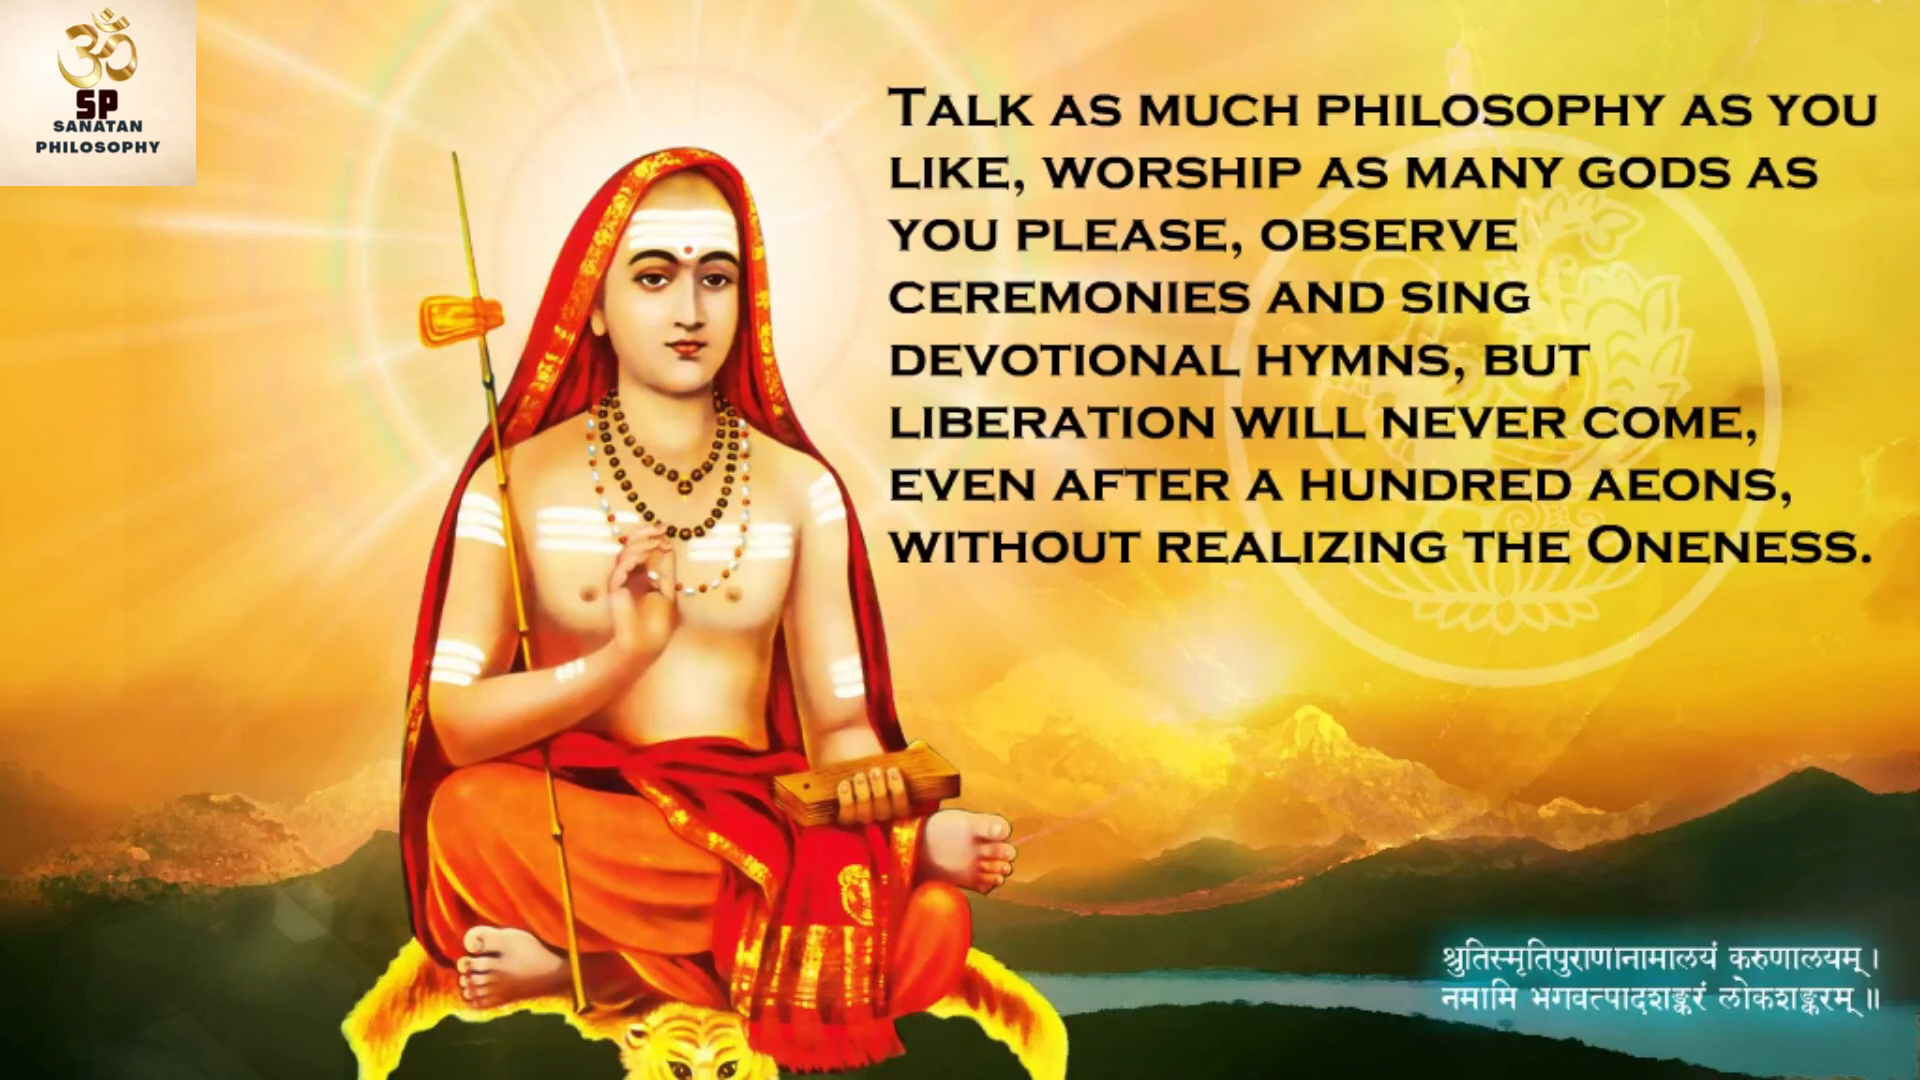 ॐ
SP
SANATAN
PHILOSOPHY
TALK AS MUCH PHILOSOPHY AS YOU
LIKE, WORSHIP AS MANY GODS AS
YOU PLEASE, OBSERVE
CEREMONIES AND SING
DEVOTIONAL HYMNS, BUT
LIBERATION WILL NEVER COME,
EVEN AFTER A HUNDRED AEONS,
WITHOUT REALIZING THE ONENESS.
श्रुतिस्मृतिपुराणानामालयं करुणालयम् ।
नमामि भगवत्पादशङ्करं लोकशङ्करम् ॥